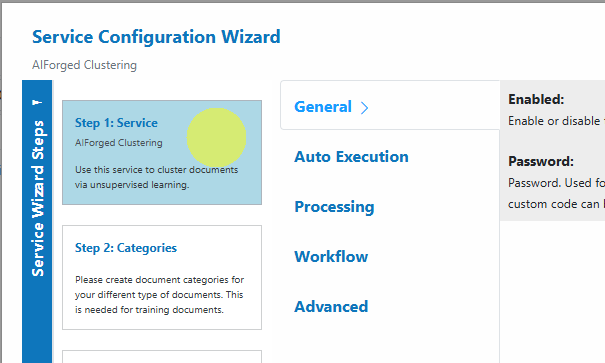 Service Configuration Wizard
AIForged Clustering
Service Wizard Steps
Step 1: Service
AIForged Clustering
Use this service to cluster documents
via unsupervised learning.
Step 2: Categories
Please create document categories for
your different type of documents. This
is needed for training documents.
General
Auto Execution
Processing
Workflow
Advanced
Enabled:
Enable or disable
Password:
Password. Used fo
custom code can